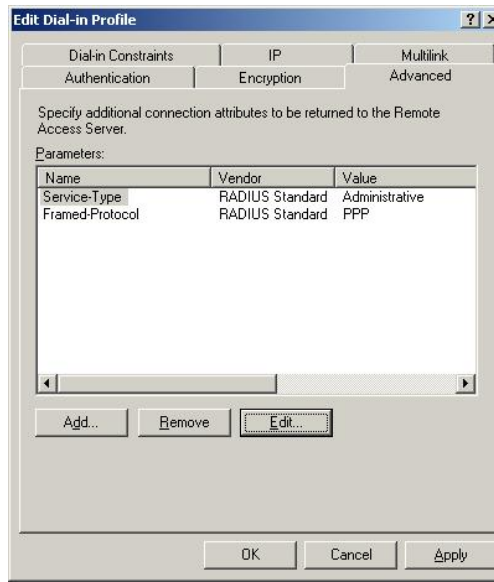 Edit Dial-in Profile
Dial-in Constraints IP Multilink
Authentication Encryption Advanced
Specify additional connection attributes to be returned to the Remote
Access Server.
Parameters:
Name Vendor Value
Service-Type RADIUS Standard Administrative
Framed-Protocol RADIUS Standard PPP
Add... Remove Edit...
OK Cancel Apply